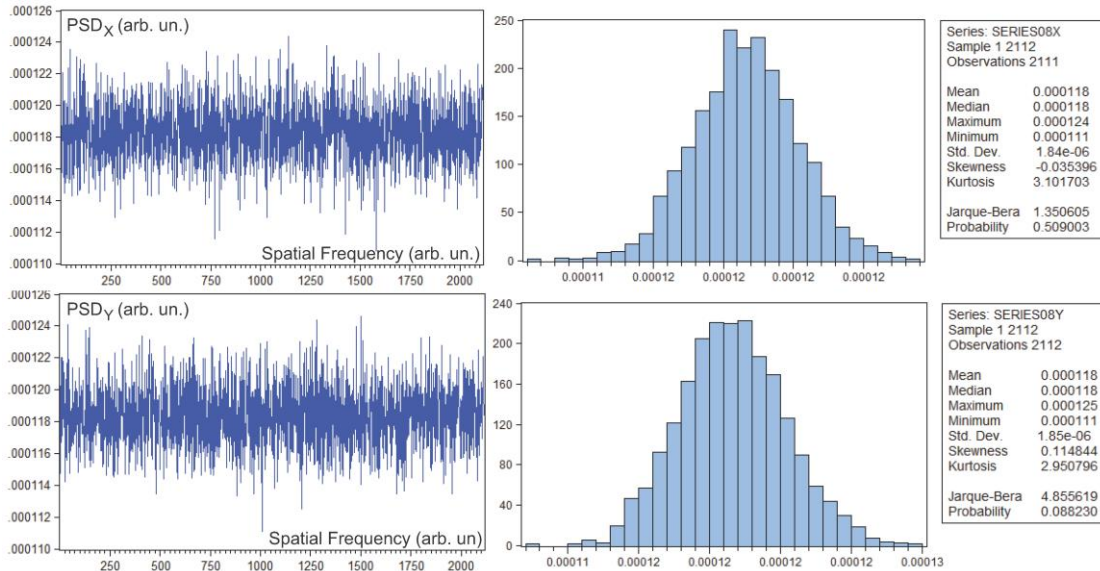 .000126
PSDX (arb. un.)
.000124
.000122
.000120
.000118
.000116
.000114
.000112
.000110
Spatial Frequency (arb. un.)
250 500 750 1000 1250 1500 1750 2000
250
200
150
100
50
0
0.00011 0.00012 0.00012 0.00012 0.00012
Series: SERIES08X
Sample 1 2112
Observations 2111
Mean 0.000118
Median 0.000118
Maximum 0.000124
Minimum 0.000111
Std. Dev. 1.84e-06
Skewness -0.035396
Kurtosis 3.101703
Jarque-Bera 1.350605
Probability 0.509003
.000126
PSDY (arb. un.)
.000124
.000122
.000120
.000118
.000116
.000114
.000112
.000110
Spatial Frequency (arb. un)
250 500 750 1000 1250 1500 1750 2000
240
200
160
120
80
40
0
0.00011 0.00012 0.00012 0.00012 0.00012 0.00013
Series: SERIES08Y
Sample 1 2112
Observations 2112
Mean 0.000118
Median 0.000118
Maximum 0.000125
Minimum 0.000111
Std. Dev. 1.85e-06
Skewness 0.114844
Kurtosis 2.950796
Jarque-Bera 4.855619
Probability 0.088230